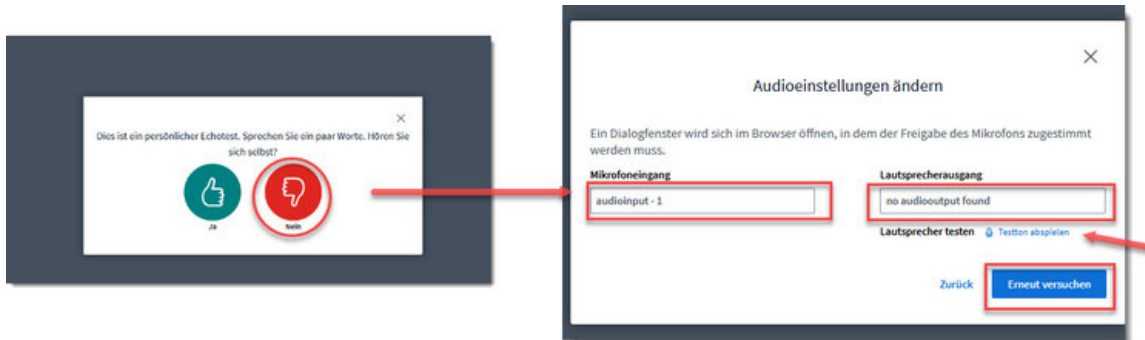 Dies ist ein persönlicher Echotest. Sprechen Sie ein paar Worte. Hören Sie
sich selbst?
Ja
Nein
Audioeinstellungen ändern
Ein Dialogfenster wird sich im Browser öffnen, in dem der Freigabe des Mikrofons zugestimmt
werden muss.
Mikrofoneingang
audioinput - 1
Lautsprecherausgang
no audiooutput found
Lautsprecher testen Testton abspielen
Zurück Erneut versuchen